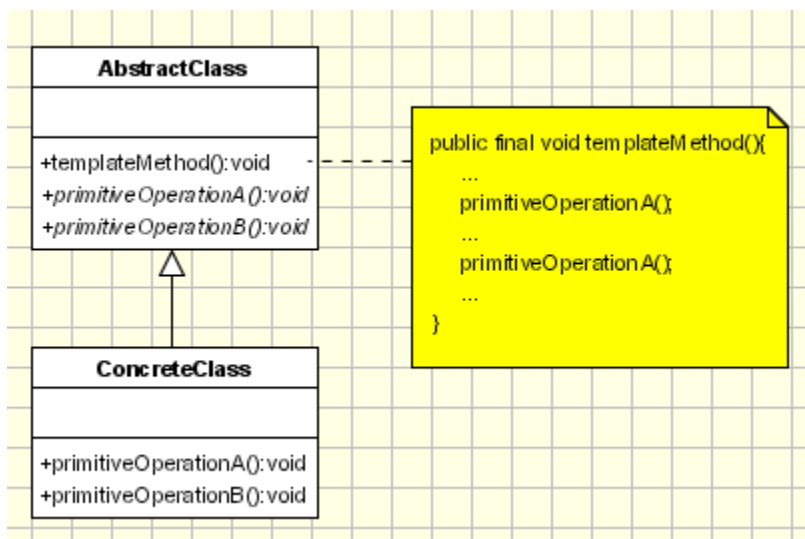 AbstractClass
+templateMethod():void
+primitiveOperationA():void
+primitiveOperationB():void
public final void templateMethod(){
...
primitiveOperationA();
...
primitiveOperationA();
...
}
ConcreteClass
+primitiveOperationA():void
+primitiveOperationB():void